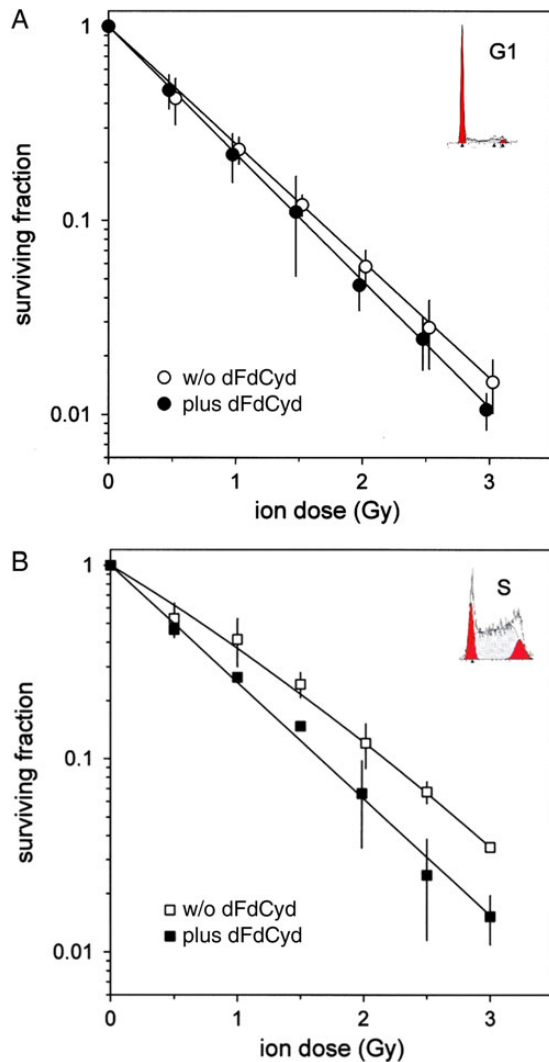 A
1
G1
0.1
surviving fraction
w/o dFdCyd
plus dFdCyd
0.01
0
1
2
3
ion dose (Gy)
B
1
S
0.1
surviving fraction
w/o dFdCyd
plus dFdCyd
0.01
0
1
2
3
ion dose (Gy)